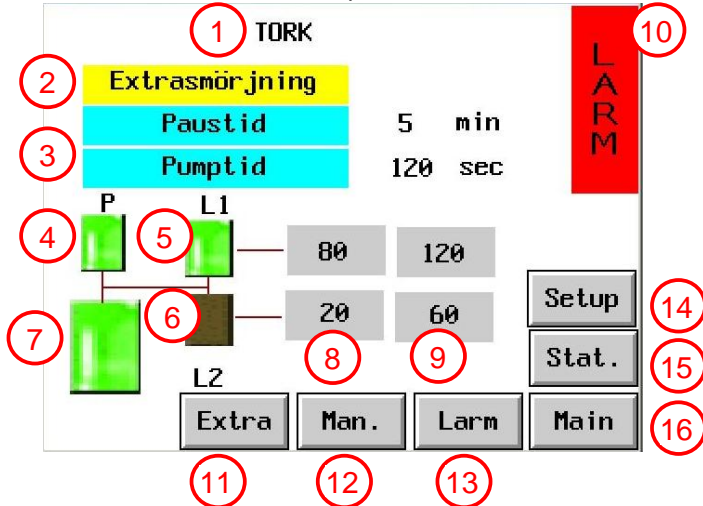 1 TORK 10
2 Extrasmörjning
Paustid 5 min
3 Pumptid 120 sec
LARM
P L1
4 5 80 120
6 20 60 Setup 14
7 8 9 Stat. 15
L2
Extra Man. Larm Main 16
11 12 13